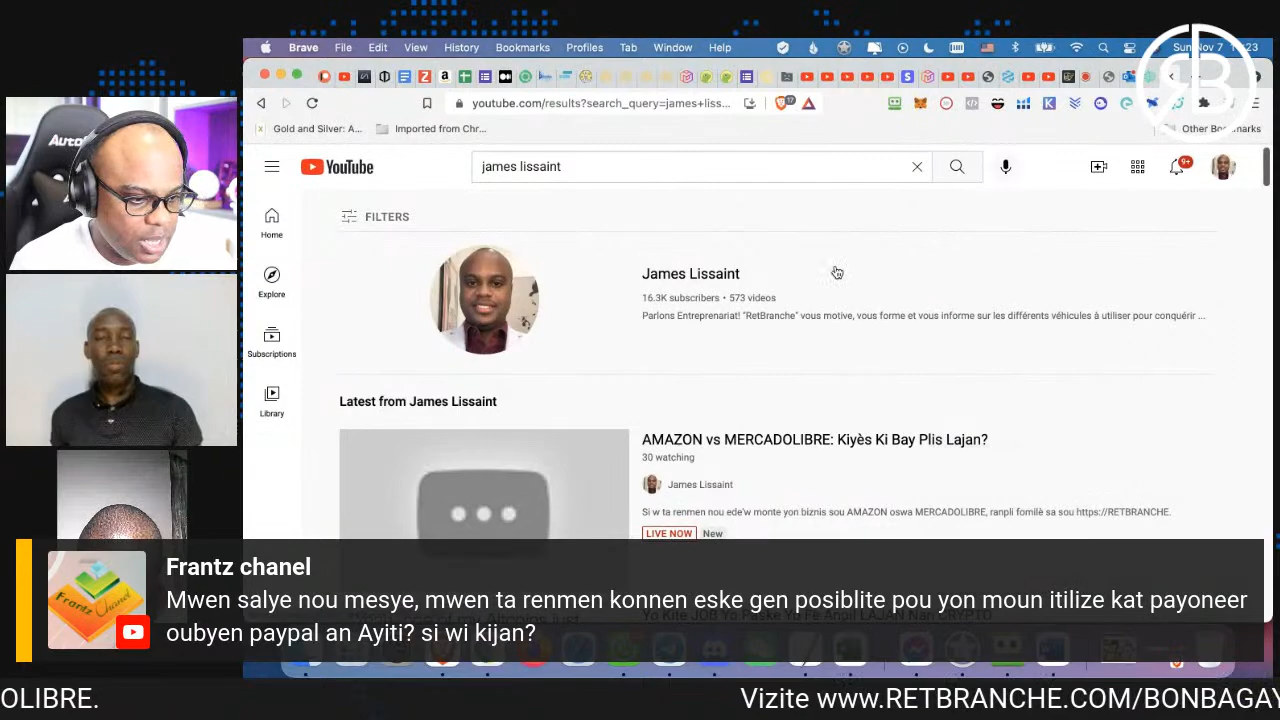 Brave File Edit View History Bookmarks Profiles Tab Window Help
youtube.com/results?search_query=james+liss...
Gold and Silver: A... Imported from Chr... Other Bookmarks
YouTube
james lissaint
9+
Home
Explore
Subscriptions
Library
FILTERS
James Lissaint
16.3K subscribers • 573 videos
Parlons Entreprenariat! "RetBranche" vous motive, vous forme et vous informe sur les différents véhicules à utiliser pour conquérir ...
Latest from James Lissaint
AMAZON vs MERCADOLIBRE: Kiyès Ki Bay Plis Lajan?
30 watching
James Lissaint
Si w ta renmen nou ede'w monte yon biznis sou AMAZON oswa MERCADOLIBRE, ranpli fomilè sa sou https://RETBRANCHE.
LIVE NOW New
Frantz chanel
Mwen salye nou mesye, mwen ta renmen konnen eske gen posiblite pou yon moun itilize kat payoneer
oubyen paypal an Ayiti? si wi kijan?
OLIBRE. Vizite www.RETBRANCHE.COM/BONBAGAY